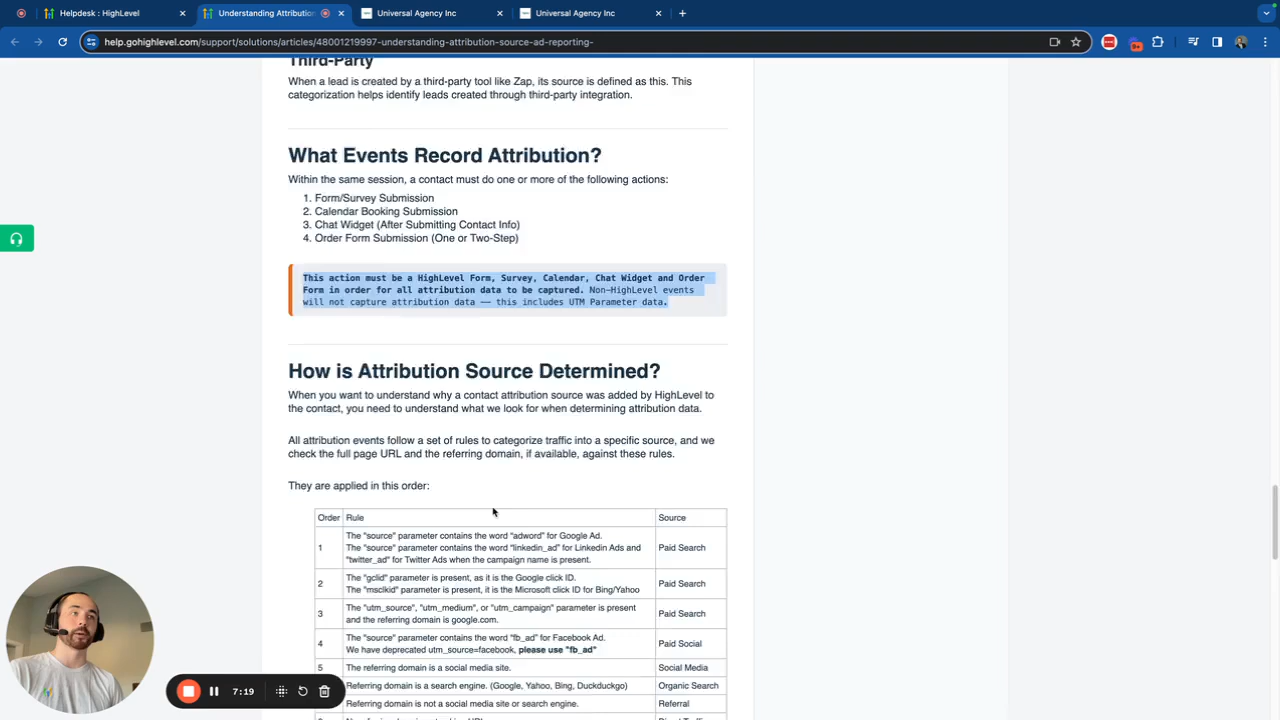 Helpdesk : HighLevel
Understanding Attributio
Universal Agency Inc
Universal Agency Inc
help.gohighlevel.com/support/solutions/articles/48001219997-understanding-attribution-source-ad-reporting-
Third-Party
When a lead is created by a third-party tool like Zap, its source is defined as this. This
categorization helps identify leads created through third-party integration.
What Events Record Attribution?
Within the same session, a contact must do one or more of the following actions:
1. Form/Survey Submission
2. Calendar Booking Submission
3. Chat Widget (After Submitting Contact Info)
4. Order Form Submission (One or Two-Step)
This action must be a HighLevel Form, Survey, Calendar, Chat Widget and Order
Form in order for all attribution data to be captured. Non-HighLevel events
will not capture attribution data –– this includes UTM Parameter data.
How is Attribution Source Determined?
When you want to understand why a contact attribution source was added by HighLevel to
the contact, you need to understand what we look for when determining attribution data.
All attribution events follow a set of rules to categorize traffic into a specific source, and we
check the full page URL and the referring domain, if available, against these rules.
They are applied in this order:
Order Rule Source
1 The "source" parameter contains the word "adword" for Google Ad.
The "source" parameter contains the word "linkedin_ad" for Linkedin Ads and
"twitter_ad" for Twitter Ads when the campaign name is present. Paid Search
2 The "gclid" parameter is present, as it is the Google click ID.
The "msclkid" parameter is present, it is the Microsoft click ID for Bing/Yahoo Paid Search
3 The "utm_source", "utm_medium", or "utm_campaign" parameter is present
and the referring domain is google.com. Paid Search
4 The "source" parameter contains the word "fb_ad" for Facebook Ad.
We have deprecated utm_source=facebook, please use "fb_ad" Paid Social
5 The referring domain is a social media site. Social Media
Referring domain is a search engine. (Google, Yahoo, Bing, Duckduckgo) Organic Search
Referring domain is not a social media site or search engine. Referral
7:19